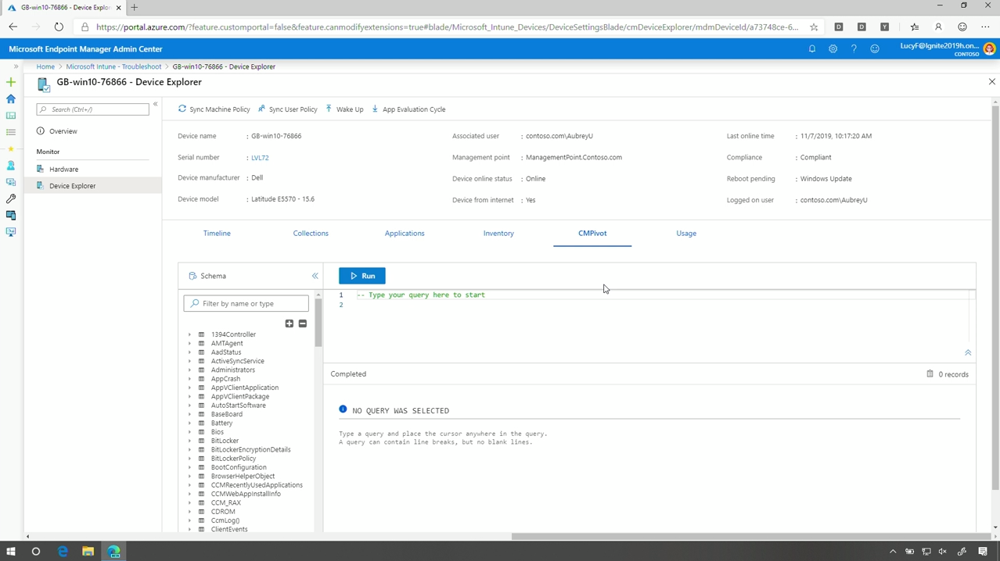 GB-win10-76866 - Device Explor
https://portal.azure.com/?feature.customportal=false&feature.canmodifyextensions=true#blade/Microsoft_Intune_Devices/DeviceSettingsBlade/cmDeviceExplorer/mdmDeviceId/a73748ce-6...
D D Y
Microsoft Endpoint Manager Admin Center
LucyF@Ignite2019h.on...
CONTOSO
Home > Microsoft Intune - Troubleshoot > GB-win10-76866 - Device Explorer
GB-win10-76866 - Device Explorer
Search (Ctrl+/)
Overview
Monitor
Hardware
Device Explorer
Sync Machine Policy Sync User Policy Wake Up App Evaluation Cycle
Device name : GB-win10-76866 Associated user : contoso.com\AubreyU Last online time : 11/7/2019, 10:17:20 AM
Serial number : LVL72 Management point : ManagementPoint.Contoso.com Compliance : Compliant
Device manufacturer : Dell Device online status : Online Reboot pending : Windows Update
Device model : Latitude E5570 - 15.6 Device from internet : Yes Logged on user : contoso.com\AubreyU
Timeline Collections Applications Inventory CMPivot Usage
Schema
Run
Filter by name or type
1 -- Type your query here to start
2
1394Controller
AMTAgent
AadStatus
ActiveSyncService
Administrators
AppCrash
AppVClientApplication
AppVClientPackage
AutoStartSoftware
BaseBoard
Battery
Bios
BitLocker
BitLockerEncryptionDetails
BitLockerPolicy
BootConfiguration
BrowserHelperObject
CCMRecentlyUsedApplications
CCMWebAppInstallInfo
CCM_RAX
CDROM
CcmLog()
ClientEvents
Completed 0 records
NO QUERY WAS SELECTED
Type a query and place the cursor anywhere in the query.
A query can contain line breaks, but no blank lines.